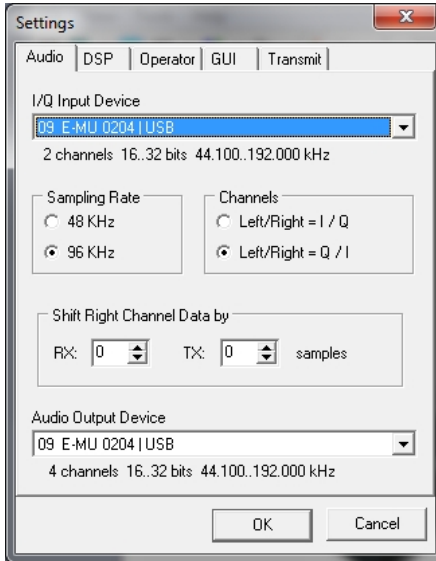 Settings
Audio DSP Operator GUI Transmit
I/Q Input Device
09 E-MU 0204 | USB
2 channels 16..32 bits 44.100..192.000 kHz
Sampling Rate
48 KHz
96 KHz
Channels
Left/Right = I / Q
Left/Right = Q / I
Shift Right Channel Data by
RX: 0 TX: 0 samples
Audio Output Device
09 E-MU 0204 | USB
4 channels 16..32 bits 44.100..192.000 kHz
OK Cancel